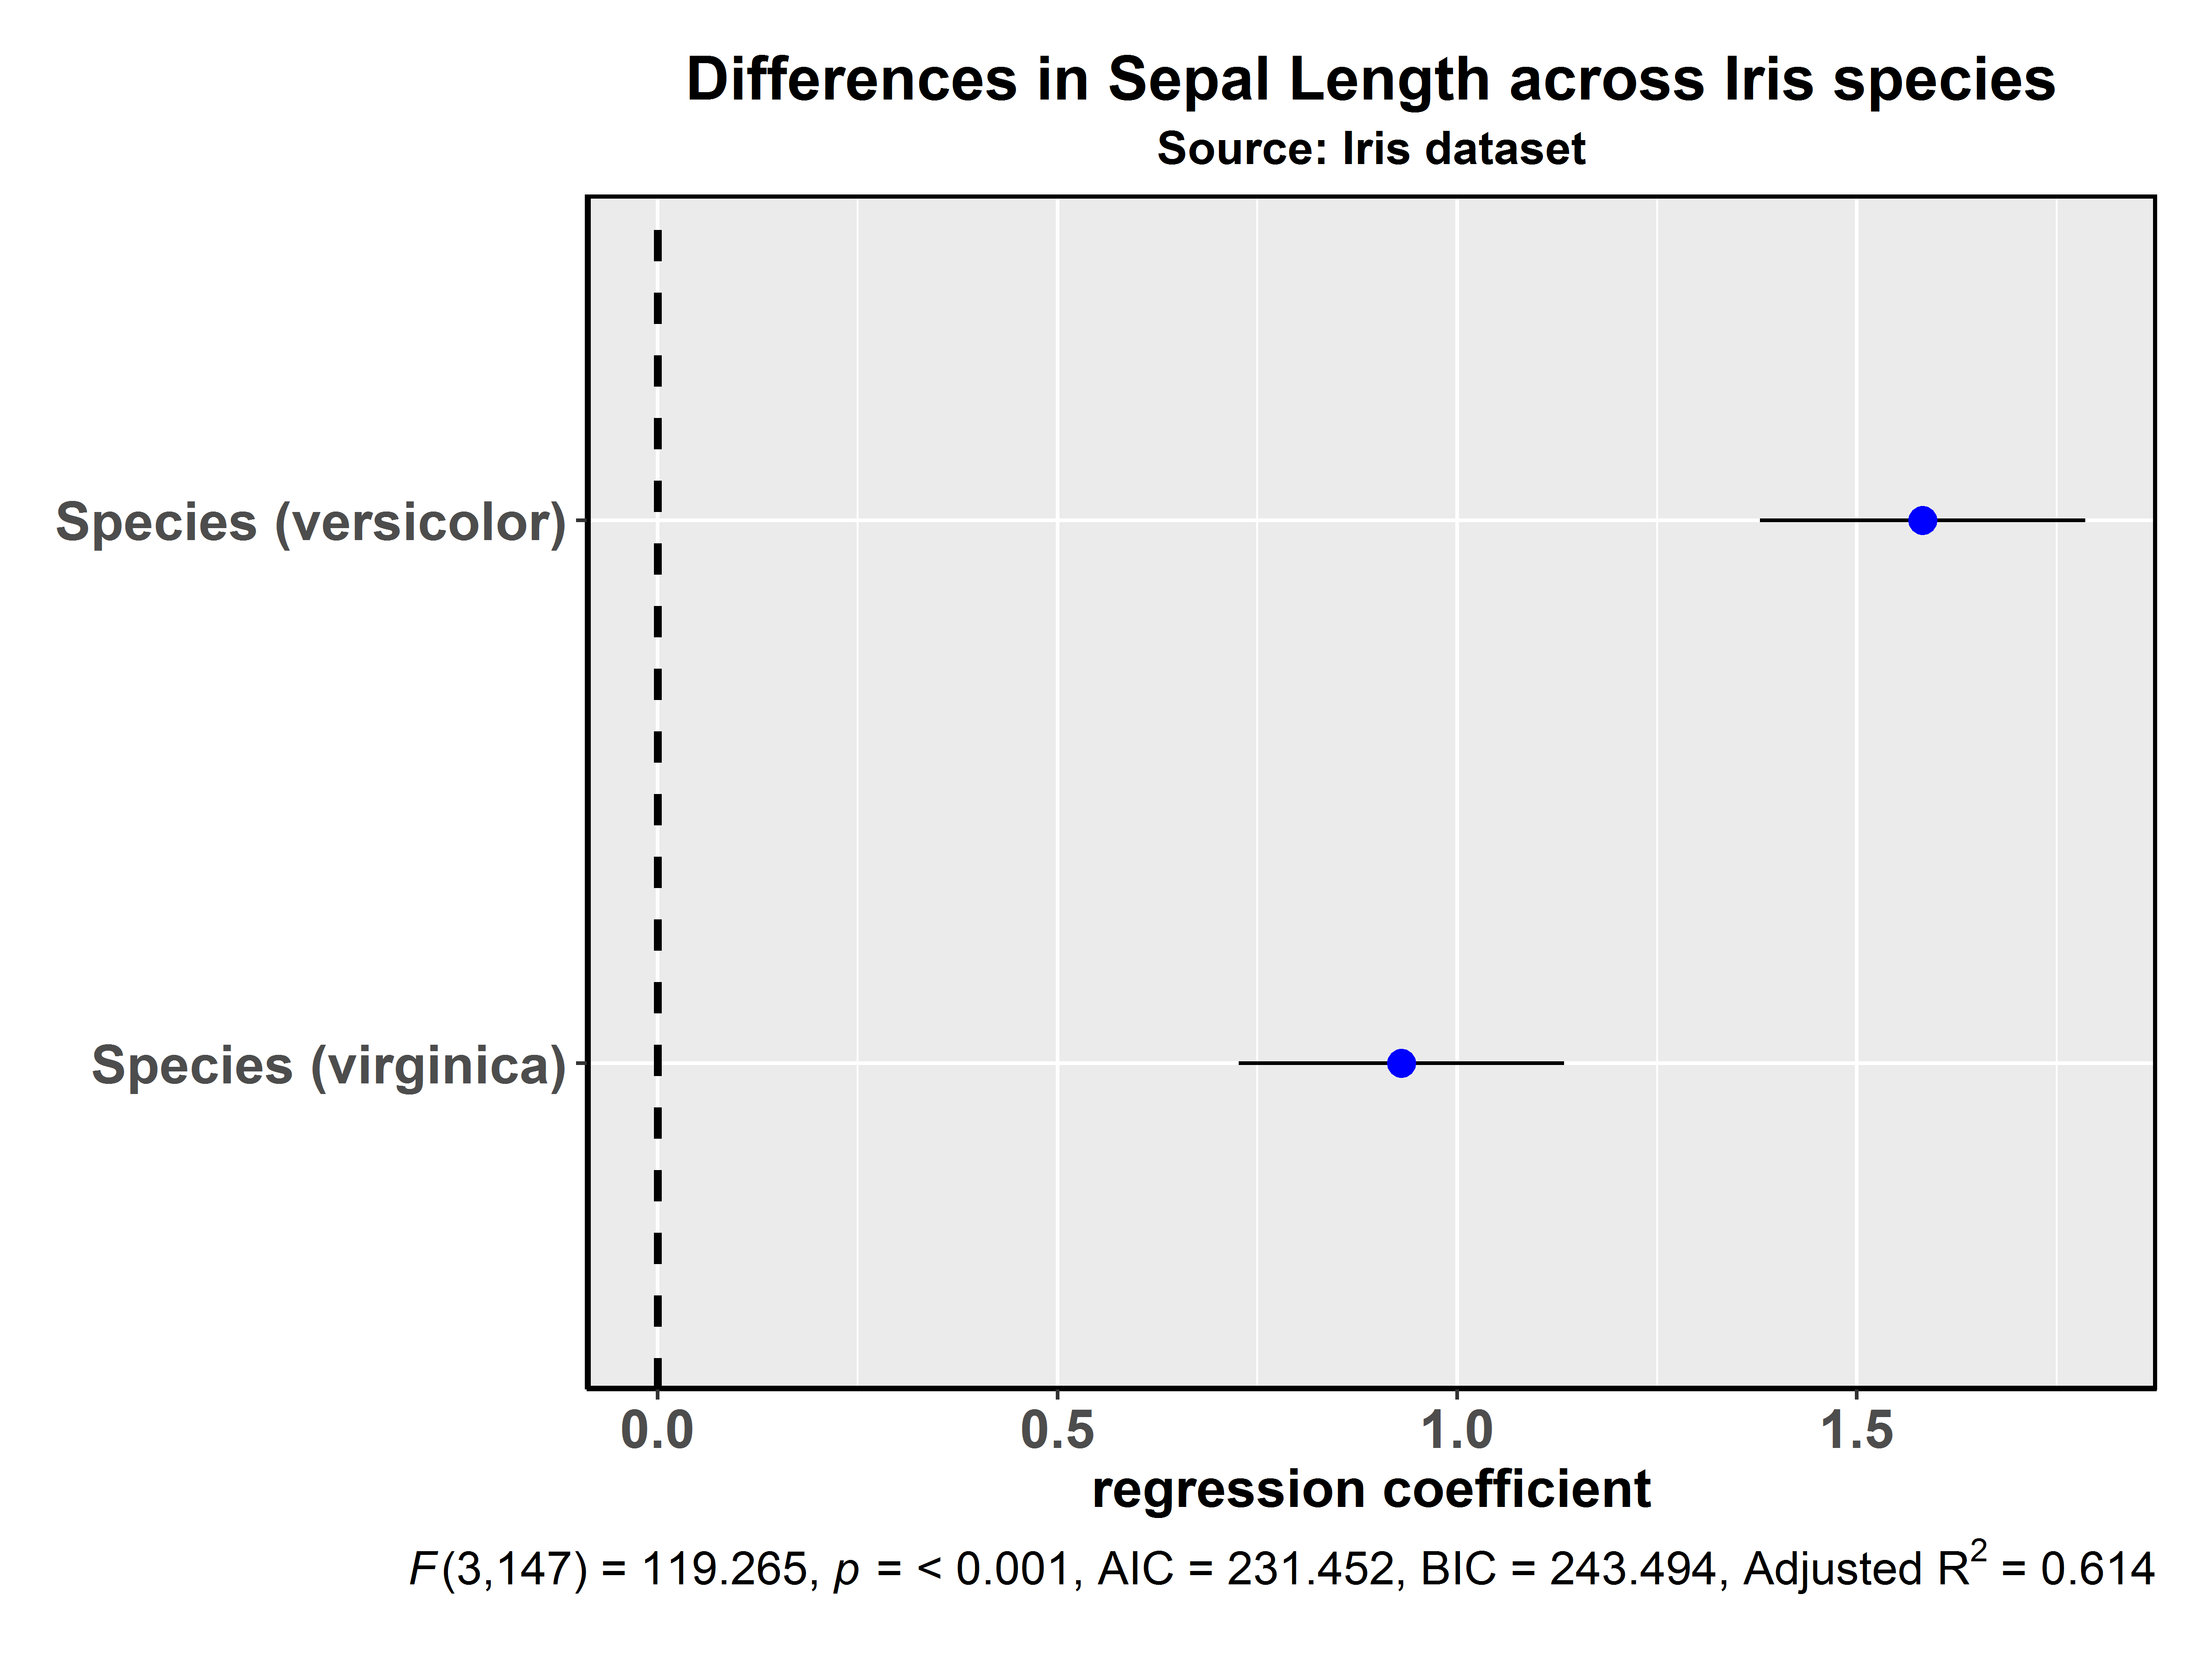 Differences in Sepal Length across Iris species
Source: Iris dataset
Species (versicolor)
Species (virginica)
0.0 0.5 1.0 1.5
regression coefficient
F(3,147) = 119.265, p = < 0.001, AIC = 231.452, BIC = 243.494, Adjusted R² = 0.614